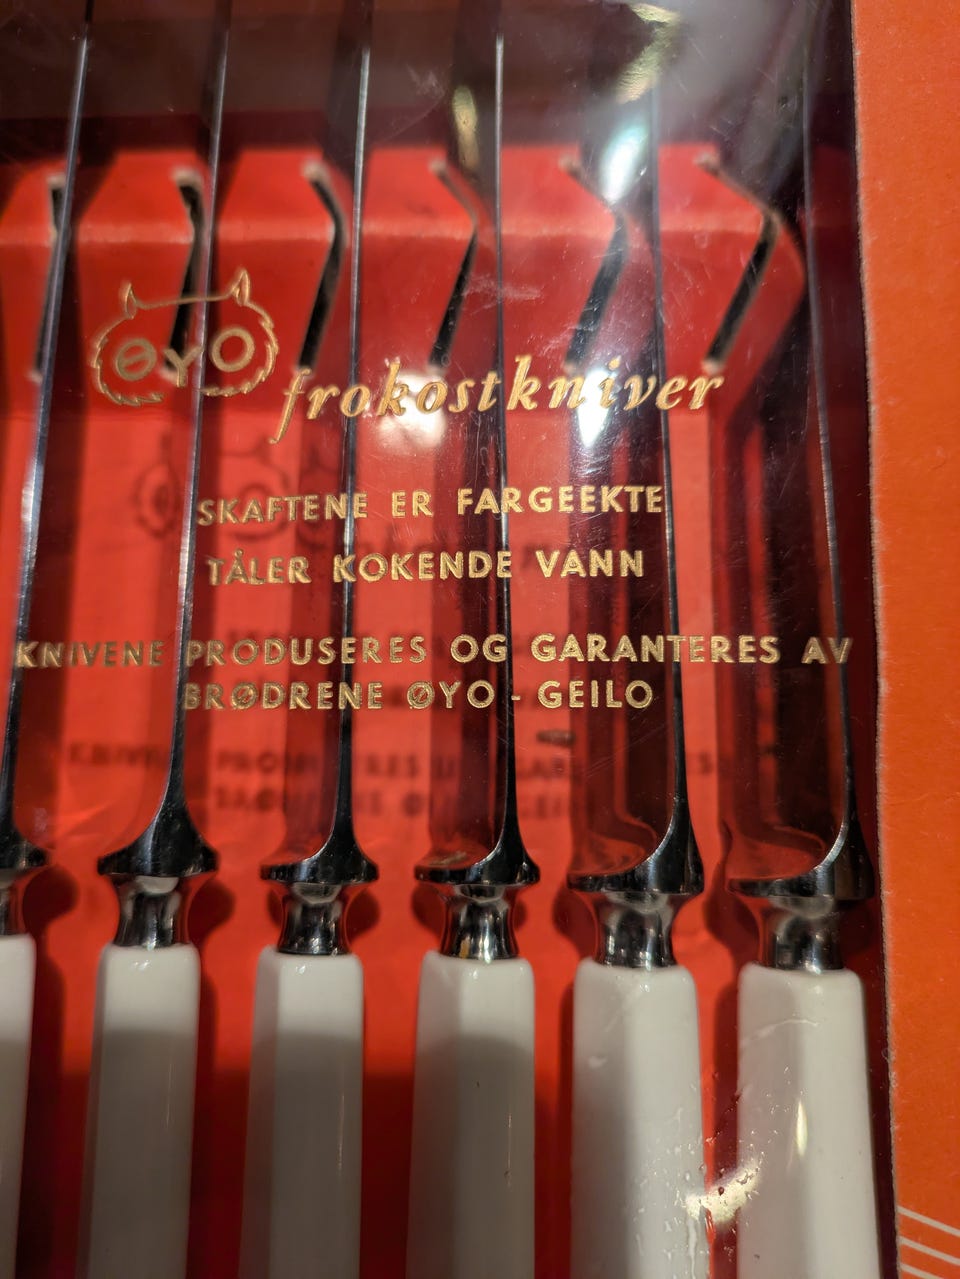 ØYO
frokostkniver
SKAFTENE ER FARGEEKTE
TÅLER KOKENDE VANN
KNIVENE PRODUSERES OG GARANTERES AV
BRØDRENE ØYO - GEILO